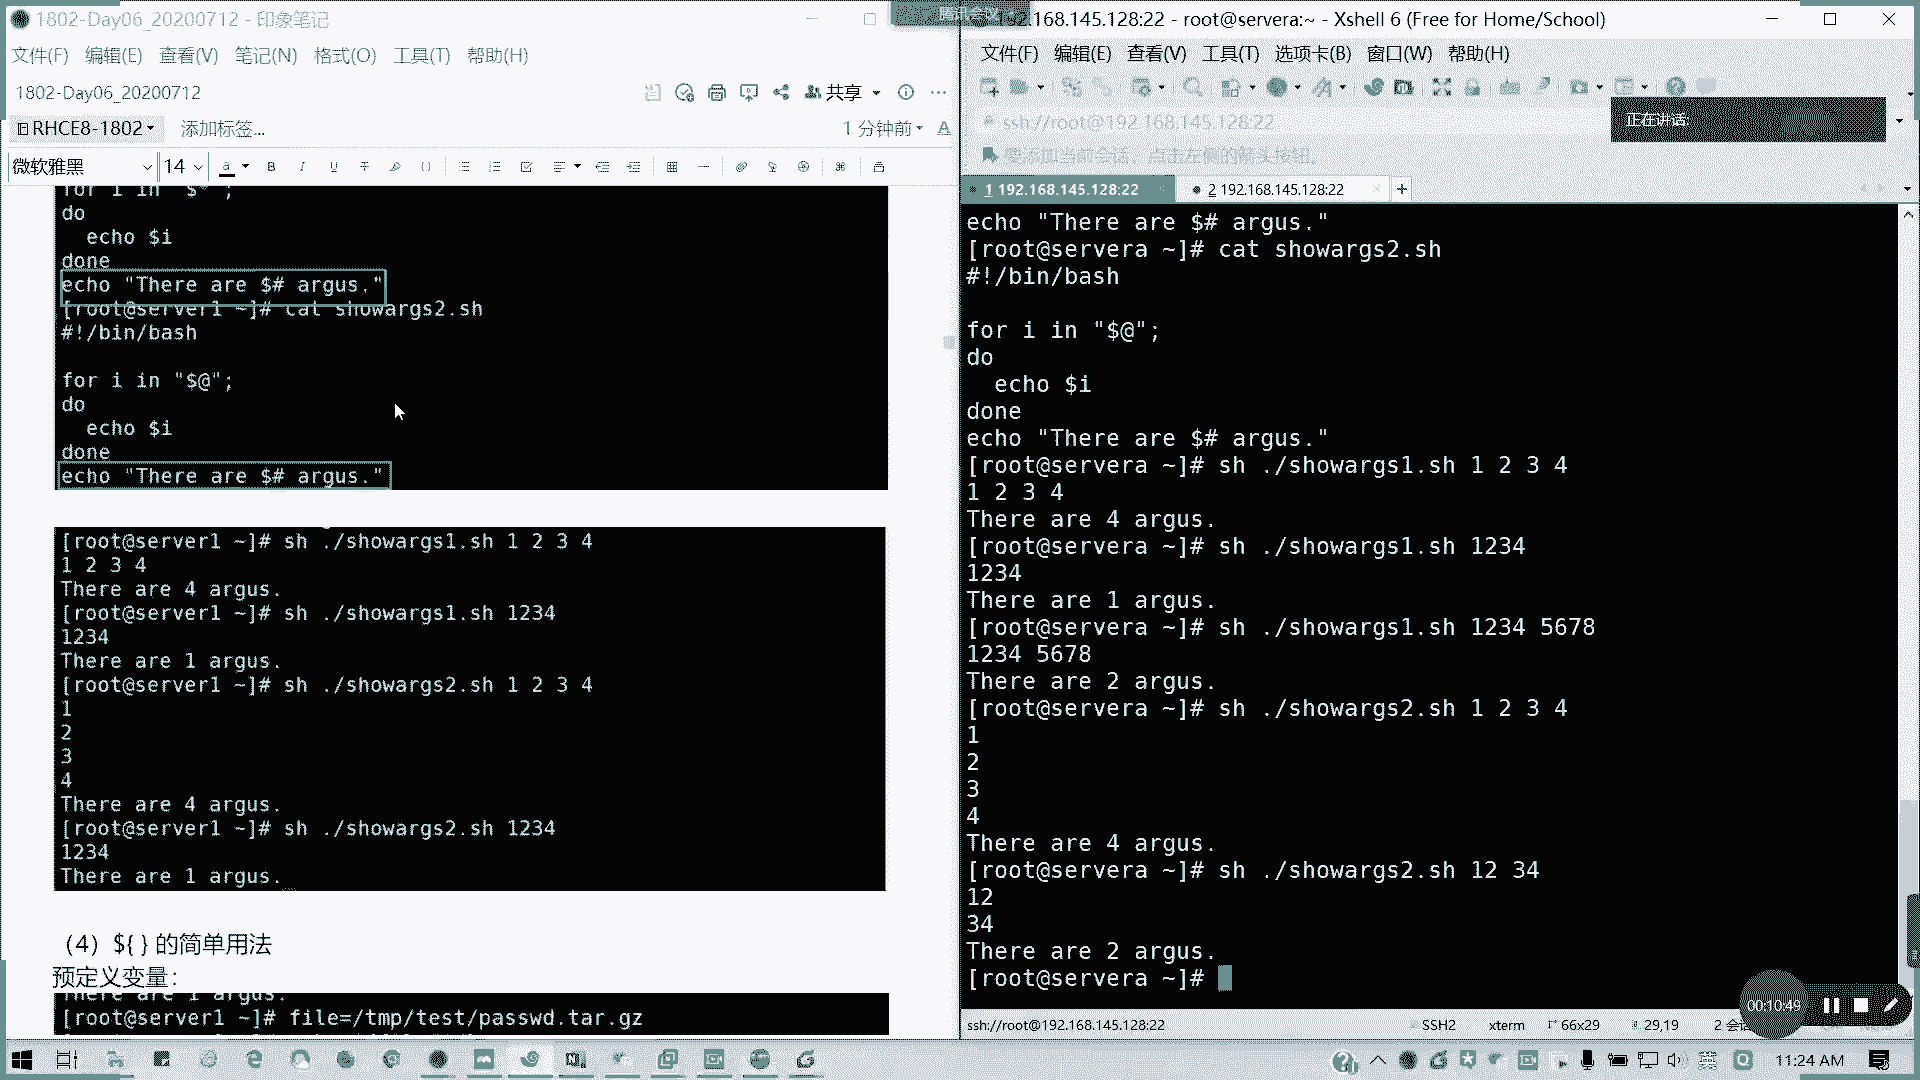 1802-Day06_20200712 - 印象笔记
文件(F) 编辑(E) 查看(V) 笔记(N) 格式(O) 工具(T) 帮助(H)
1802-Day06_20200712
共享
RHCE8-1802 添加标签...
1 分钟前
微软雅黑 14
for i in "$*";
do
  echo $i
done
echo "There are $# argus."
[root@server1 ~]# cat showargs2.sh
#!/bin/bash
for i in "$@";
do
  echo $i
done
echo "There are $# argus."
[root@server1 ~]# sh ./showargs1.sh 1 2 3 4
1 2 3 4
There are 4 argus.
[root@server1 ~]# sh ./showargs1.sh 1234
1234
There are 1 argus.
[root@server1 ~]# sh ./showargs2.sh 1 2 3 4
1
2
3
4
There are 4 argus.
[root@server1 ~]# sh ./showargs2.sh 1234
1234
There are 1 argus.
（4）${ } 的简单用法
预定义变量：
There are 1 argus.
[root@server1 ~]# file=/tmp/test/passwd.tar.gz
腾讯会议
192.168.145.128:22 - root@servera:~ - Xshell 6 (Free for Home/School)
文件(F) 编辑(E) 查看(V) 工具(T) 选项卡(B) 窗口(W) 帮助(H)
ssh://root@192.168.145.128:22
正在讲话:
要添加当前会话，点击左侧的箭头按钮。
1 192.168.145.128:22
2 192.168.145.128:22
echo "There are $# argus."
[root@servera ~]# cat showargs2.sh
#!/bin/bash
for i in "$@";
do
  echo $i
done
echo "There are $# argus."
[root@servera ~]# sh ./showargs1.sh 1 2 3 4
1 2 3 4
There are 4 argus.
[root@servera ~]# sh ./showargs1.sh 1234
1234
There are 1 argus.
[root@servera ~]# sh ./showargs1.sh 1234 5678
1234 5678
There are 2 argus.
[root@servera ~]# sh ./showargs2.sh 1 2 3 4
1
2
3
4
There are 4 argus.
[root@servera ~]# sh ./showargs2.sh 12 34
12
34
There are 2 argus.
[root@servera ~]#
00:10:49
ssh://root@192.168.145.128:22 SSH2 xterm 66x29 29,19 2 会
英 11:24 AM